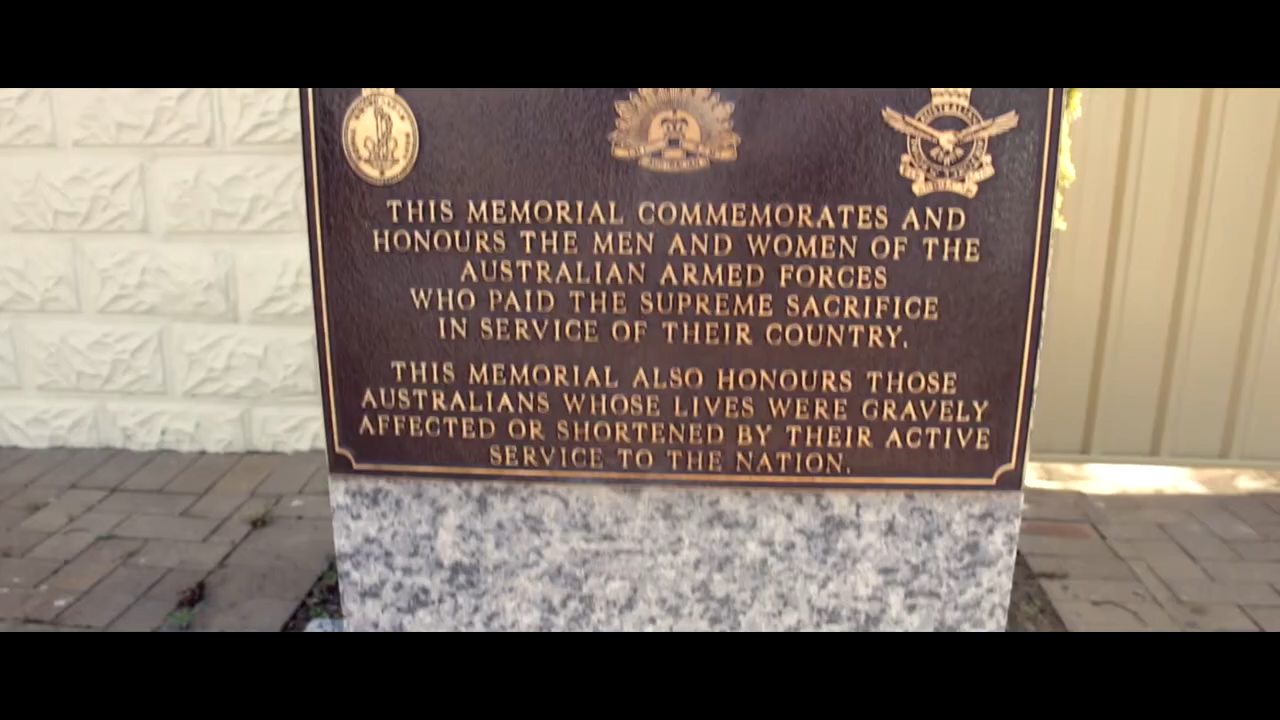 THIS MEMORIAL COMMEMORATES AND
HONOURS THE MEN AND WOMEN OF THE
AUSTRALIAN ARMED FORCES
WHO PAID THE SUPREME SACRIFICE
IN SERVICE OF THEIR COUNTRY.
THIS MEMORIAL ALSO HONOURS THOSE
AUSTRALIANS WHOSE LIVES WERE GRAVELY
AFFECTED OR SHORTENED BY THEIR ACTIVE
SERVICE TO THE NATION.